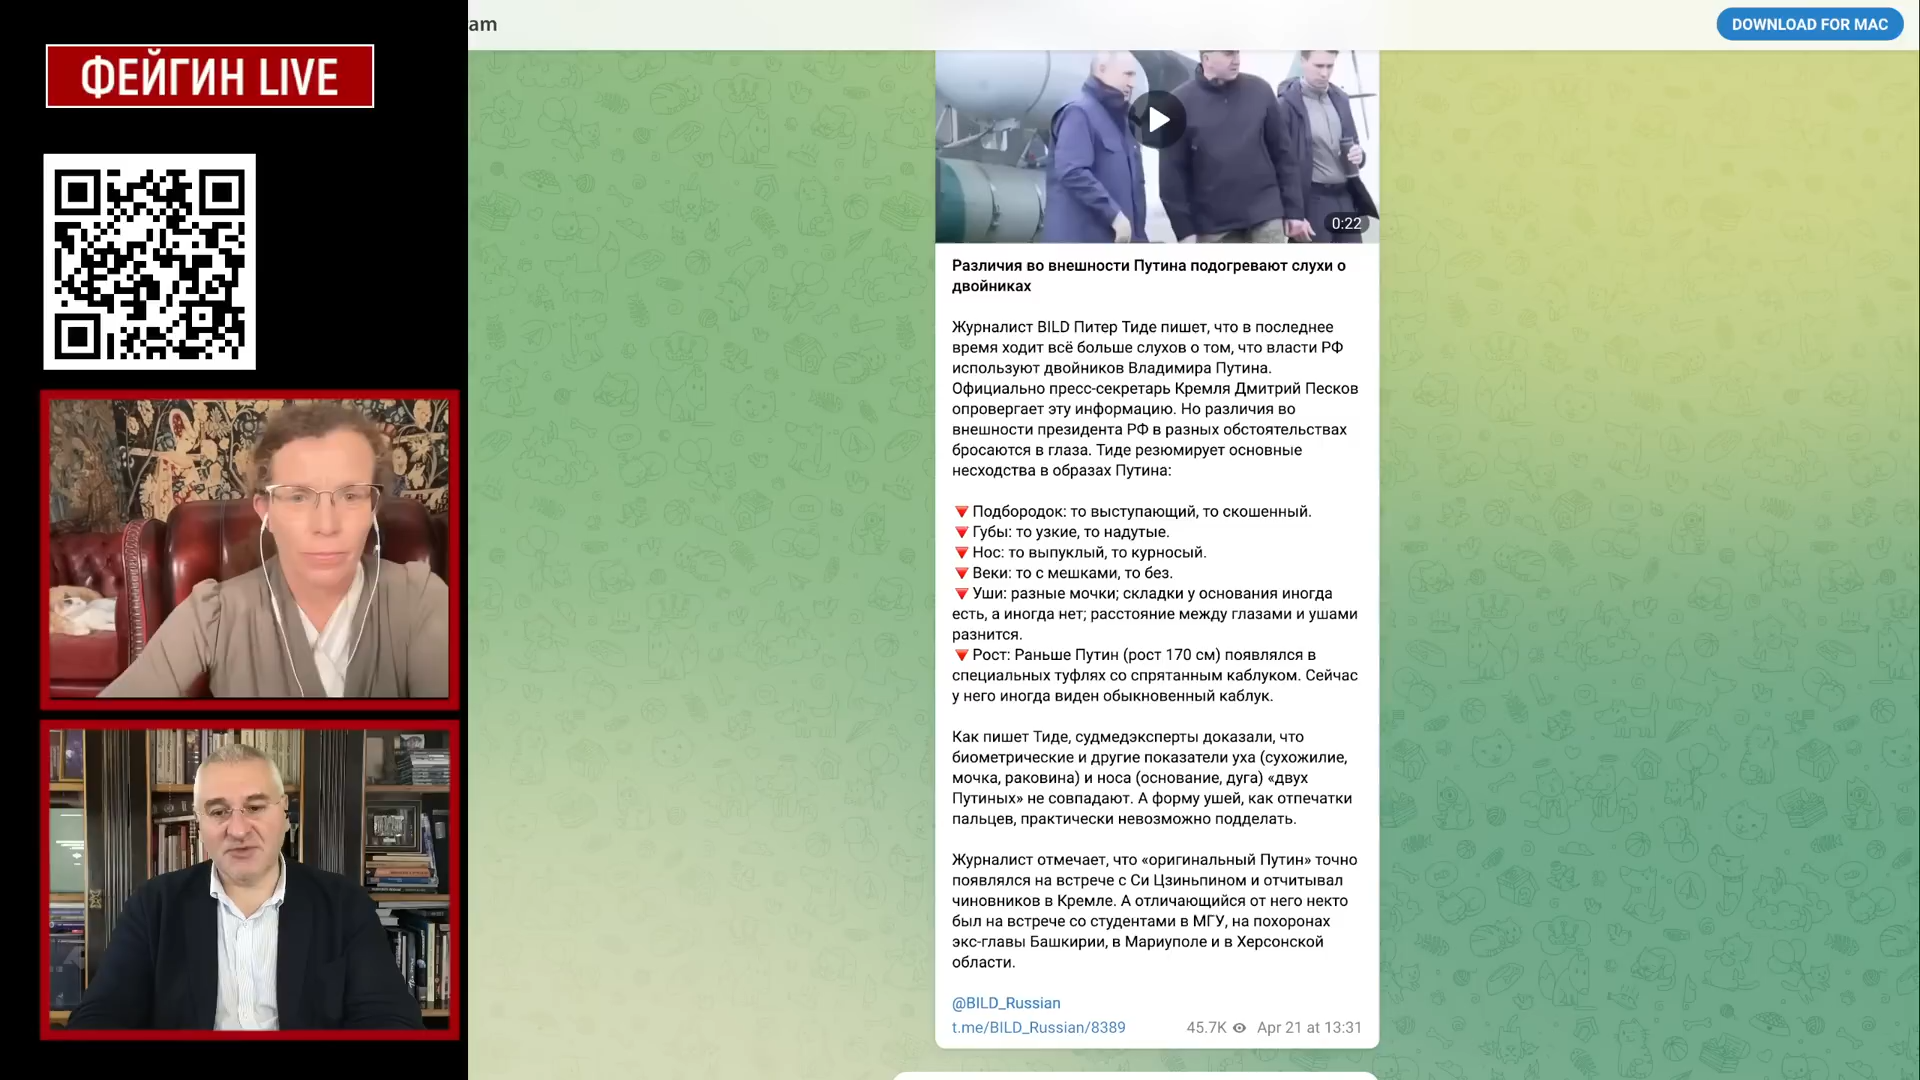 am
DOWNLOAD FOR MAC
ФЕЙГИН LIVE
0:22
Различия во внешности Путина подогревают слухи о
двойниках
Журналист BILD Питер Тиде пишет, что в последнее
время ходит всё больше слухов о том, что власти РФ
используют двойников Владимира Путина.
Официально пресс-секретарь Кремля Дмитрий Песков
опровергает эту информацию. Но различия во
внешности президента РФ в разных обстоятельствах
бросаются в глаза. Тиде резюмирует основные
несходства в образах Путина:
🔻Подбородок: то выступающий, то скошенный.
🔻Губы: то узкие, то надутые.
🔻Нос: то выпуклый, то курносый.
🔻Веки: то с мешками, то без.
🔻Уши: разные мочки; складки у основания иногда
есть, а иногда нет; расстояние между глазами и ушами
разнится.
🔻Рост: Раньше Путин (рост 170 см) появлялся в
специальных туфлях со спрятанным каблуком. Сейчас
у него иногда виден обыкновенный каблук.
Как пишет Тиде, судмедэксперты доказали, что
биометрические и другие показатели уха (сухожилие,
мочка, раковина) и носа (основание, дуга) «двух
Путиных» не совпадают. А форму ушей, как отпечатки
пальцев, практически невозможно подделать.
Журналист отмечает, что «оригинальный Путин» точно
появлялся на встрече с Си Цзиньпином и отчитывал
чиновников в Кремле. А отличающийся от него некто
был на встрече со студентами в МГУ, на похоронах
экс-главы Башкирии, в Мариуполе и в Херсонской
области.
@BILD_Russian
t.me/BILD_Russian/8389 45.7K Apr 21 at 13:31